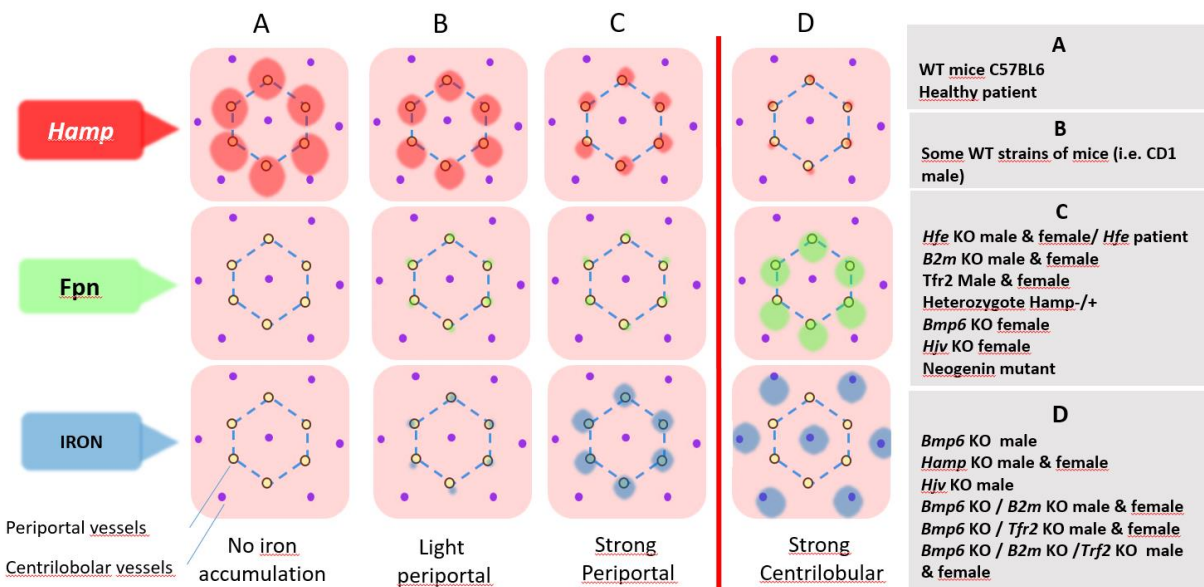 A
B
C
D
Hamp
Fpn
IRON
Periportal vessels
Centrilobolar vessels
No iron
accumulation
Light
periportal
Strong
Periportal
Strong
Centrilobular
A
WT mice C57BL6
Healthy patient
B
Some WT strains of mice (i.e. CD1
male)
C
Hfe KO male & female/ Hfe patient
B2m KO male & female
Tfr2 Male & female
Heterozygote Hamp-/+
Bmp6 KO female
Hjv KO female
Neogenin mutant
D
Bmp6 KO male
Hamp KO male & female
Hjv KO male
Bmp6 KO / B2m KO male & female
Bmp6 KO / Tfr2 KO male & female
Bmp6 KO / B2m KO /Trf2 KO male
& female